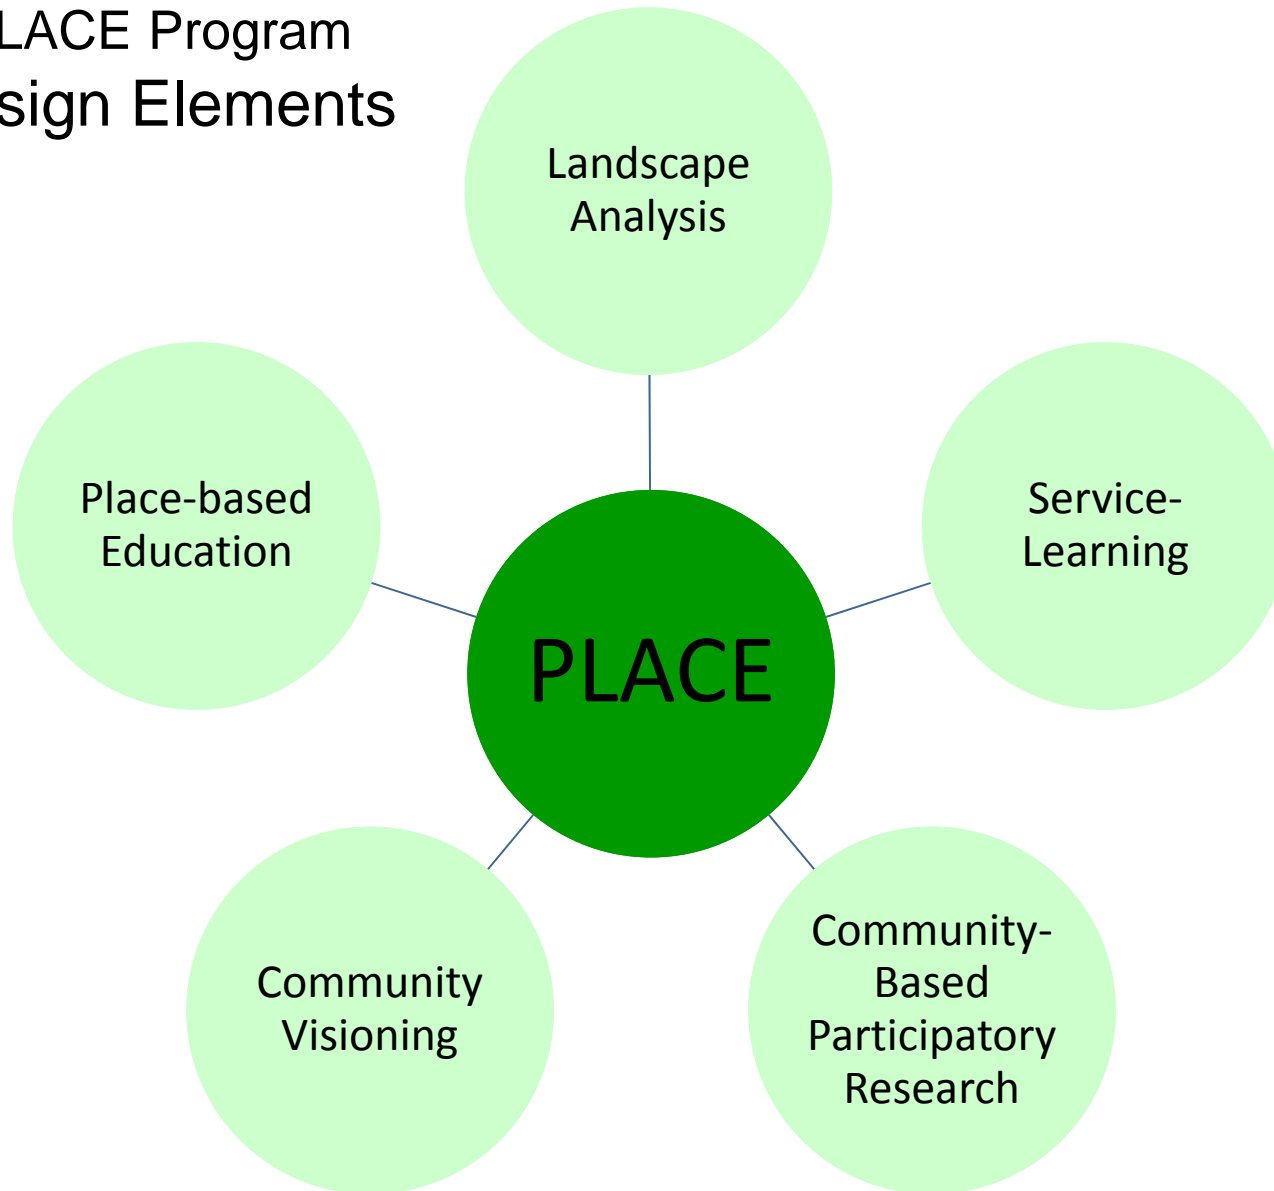 LACE Program
sign Elements
Landscape
Analysis
Place-based
Education
Service-
Learning
PLACE
Community-
Based
Participatory
Research
Community
Visioning